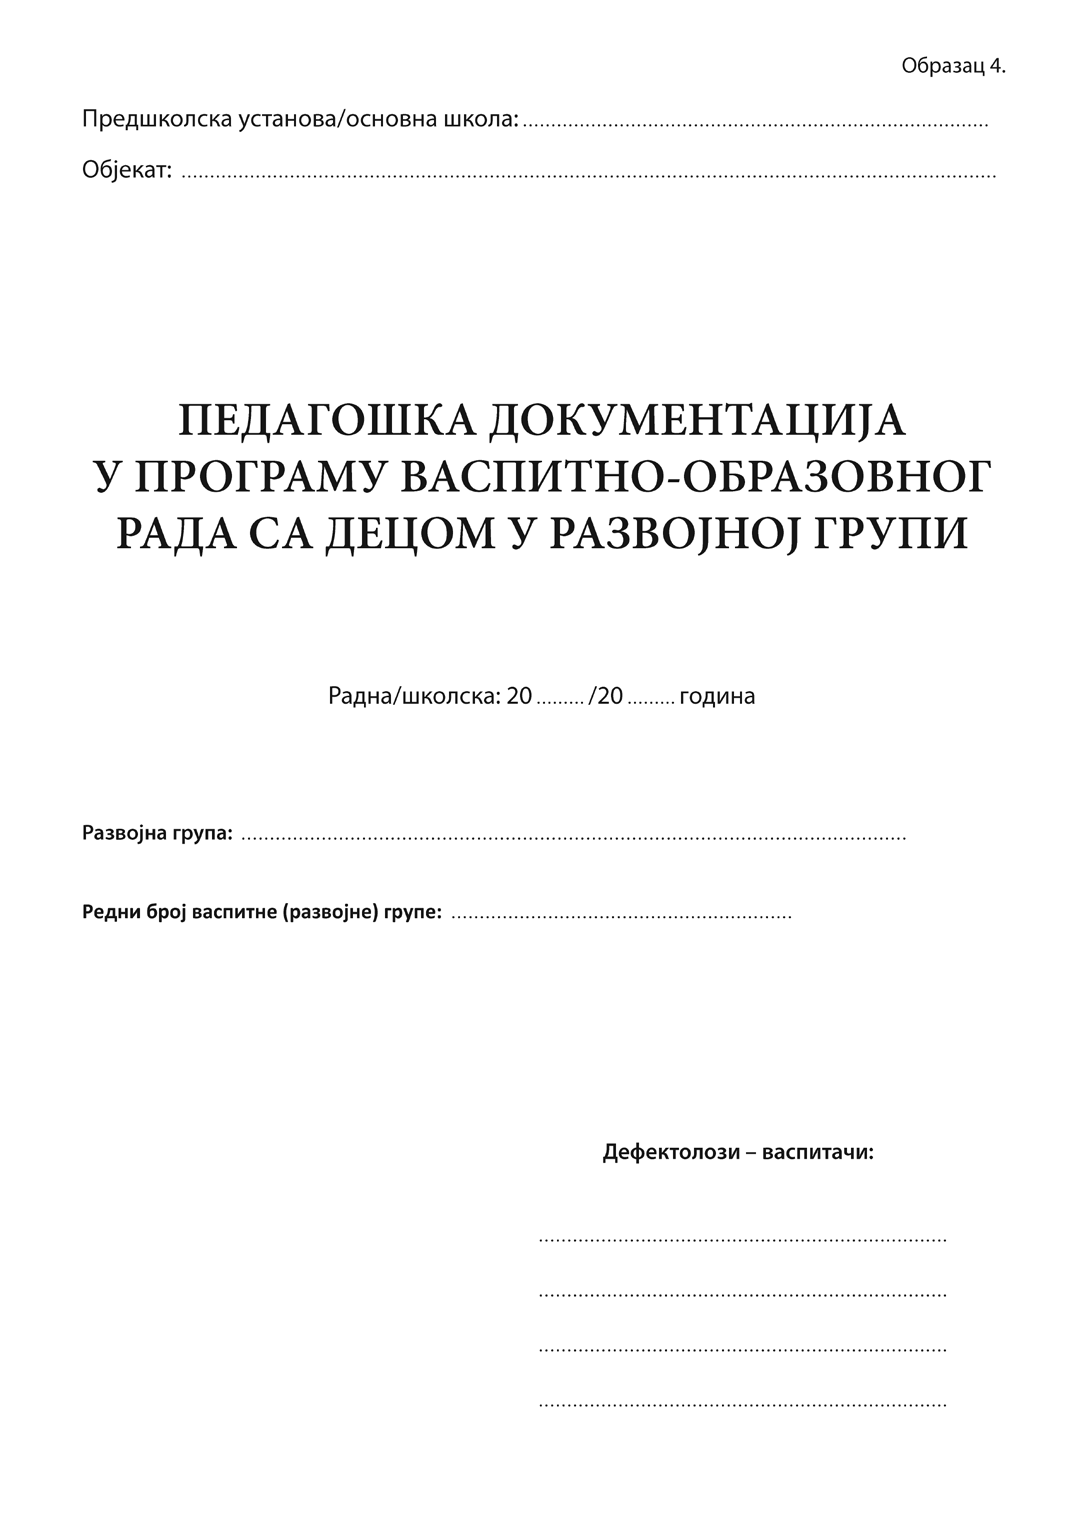 Образац 4.
Предшколска установа/основна школа: ..................................................................................
Објекат: ................................................................................................................................................
ПЕДАГОШКА ДОКУМЕНТАЦИЈА
У ПРОГРАМУ ВАСПИТНО-ОБРАЗОВНОГ
РАДА СА ДЕЦОМ У РАЗВОЈНОЈ ГРУПИ
Радна/школска: 20 ......... /20 ......... година
Развојна група: .....................................................................................................................
Редни број васпитне (развојне) групе: ............................................................
Дефектолози – васпитачи:
........................................................................
........................................................................
........................................................................
........................................................................